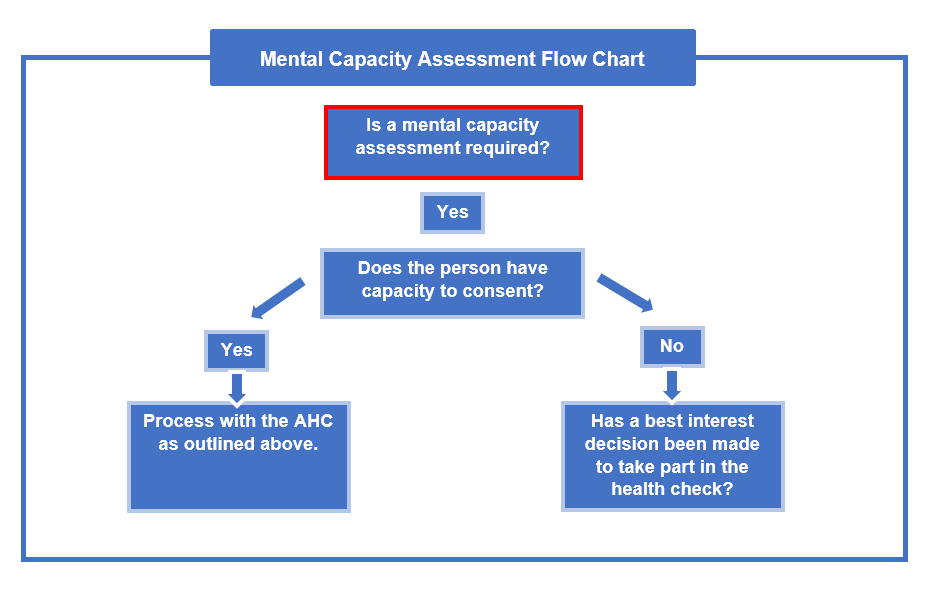 Mental Capacity Assessment Flow Chart
Is a mental capacity
assessment required?
Yes
Does the person have
capacity to consent?
Yes
No
Process with the AHC
as outlined above.
Has a best interest
decision been made
to take part in the
health check?